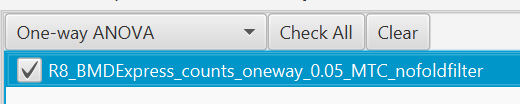 One-way ANOVA Check All Clear
R8_BMDExpress_counts_oneway_0.05_MTC_nofoldfilter